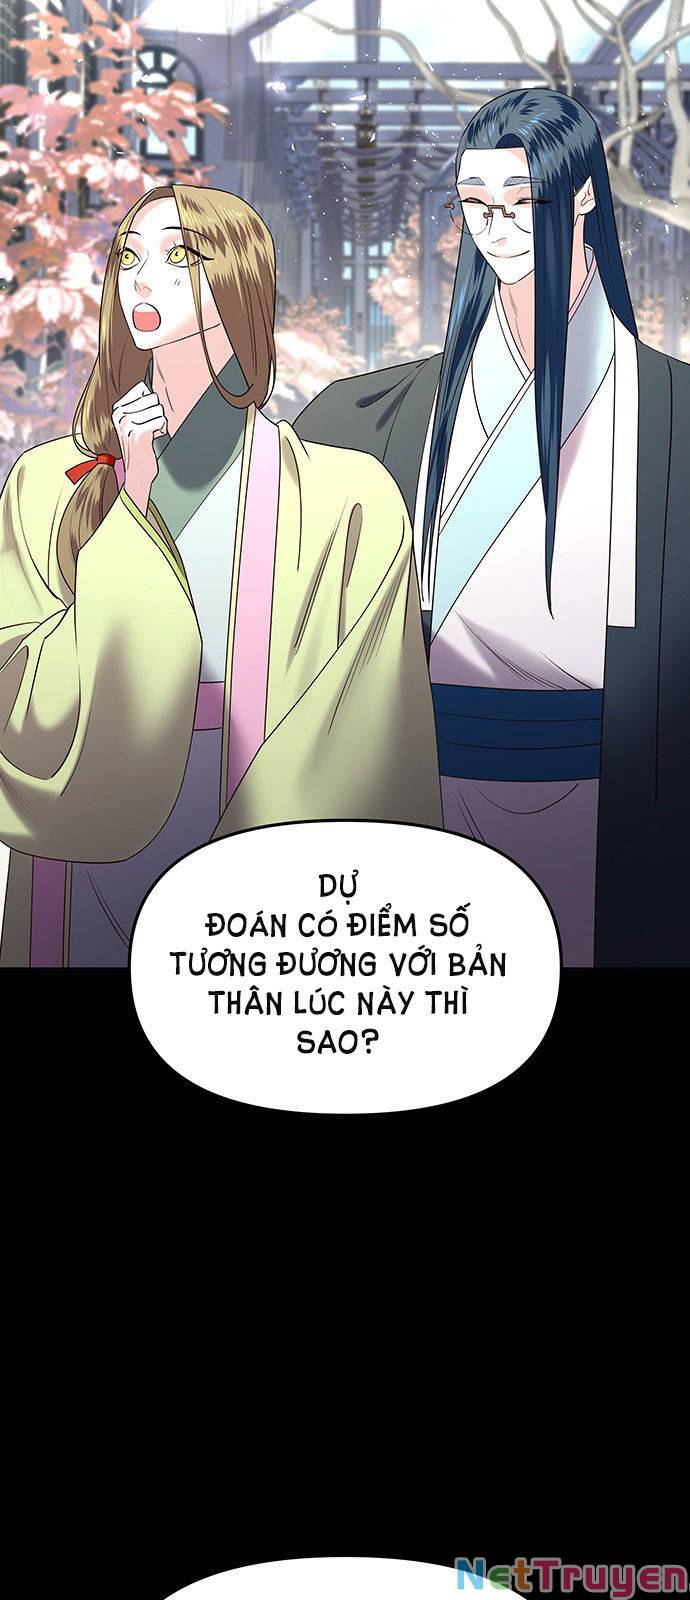 DỰ
ĐOÁN CÓ ĐIỂM SỐ
TƯƠNG ĐƯƠNG VỚI BẢN
THÂN LÚC NÀY THÌ
SAO?
NetTruyen